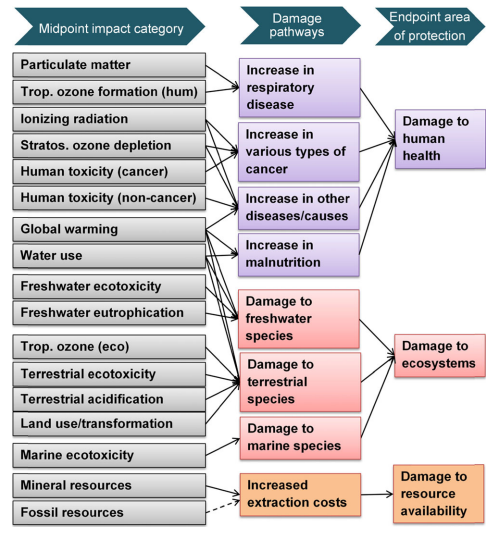 Midpoint impact category
Damage
pathways
Endpoint area
of protection
Particulate matter
Trop. ozone formation (hum)
Ionizing radiation
Stratos. ozone depletion
Human toxicity (cancer)
Human toxicity (non-cancer)
Global warming
Water use
Freshwater ecotoxicity
Freshwater eutrophication
Trop. ozone (eco)
Terrestrial ecotoxicity
Terrestrial acidification
Land use/transformation
Marine ecotoxicity
Mineral resources
Fossil resources
Increase in
respiratory
disease
Increase in
various types of
cancer
Increase in other
diseases/causes
Increase in
malnutrition
Damage to
freshwater
species
Damage to
terrestrial
species
Damage to
marine species
Increased
extraction costs
Damage to
human
health
Damage to
ecosystems
Damage to
resource
availability